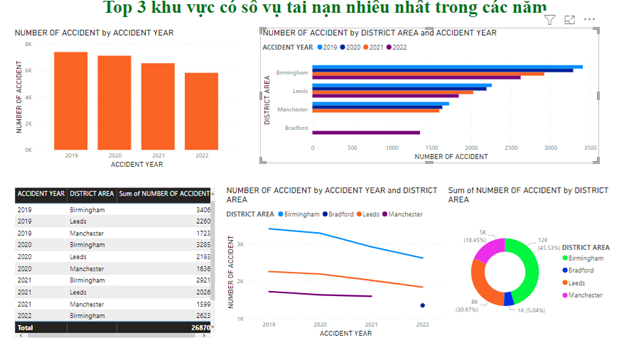 Top 3 khu vực có số vụ tai nạn nhiều nhất trong các năm
NUMBER OF ACCIDENT by ACCIDENT YEAR
NUMBER OF ACCIDENT
8K
6K
4K
2K
0K
2019 2020 2021 2022
ACCIDENT YEAR
NUMBER OF ACCIDENT by DISTRICT AREA and ACCIDENT YEAR
ACCIDENT YEAR 2019 2020 2021 2022
DISTRICT AREA
Birmingham
Leeds
Manchester
Bradford
0 500 1000 1500 2000 2500 3000 3500
NUMBER OF ACCIDENT
ACCIDENT YEAR DISTRICT AREA Sum of NUMBER OF ACCIDENT
2019 Birmingham 3406
2019 Leeds 2260
2019 Manchester 1723
2020 Birmingham 3285
2020 Leeds 2193
2020 Manchester 1636
2021 Birmingham 2921
2021 Leeds 2026
2021 Manchester 1599
2022 Birmingham 2623
Total 26870
NUMBER OF ACCIDENT by ACCIDENT YEAR and DISTRICT
AREA
DISTRICT AREA Birmingham Bradford Leeds Manchester
NUMBER OF ACCIDENT
3K
2K
1K
2019 2020 2021 2022
ACCIDENT YEAR
Sum of NUMBER OF ACCIDENT by DISTRICT
AREA
5K
(18.45%)
12K
(45.53%)
8K
(30.97%)
1K (5.04%)
DISTRICT AREA
Birmingham
Bradford
Leeds
Manchester